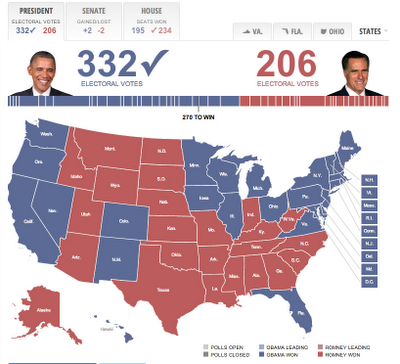 PRESIDENT
SENATE
HOUSE
ELECTORAL VOTES
GAINED/LOST
SEATS WON
332✓ 206
+2 -2
195 ✓234
VA.
FLA.
OHIO
STATES
332✓
206
ELECTORAL VOTES
ELECTORAL VOTES
270 TO WIN
Wash.
Mont.
N.D.
Minn.
Maine
Ore.
Idaho
S.D.
Wis.
Mich.
N.Y.
N.H.
Wyo.
Vt.
Neb.
Iowa
Pa.
Mass.
Nev.
Utah
Colo.
Ill.
Ind.
Ohio
R.I.
Calif.
Kan.
Mo.
Ky.
W.Va.
Va.
Conn.
N.J.
Ariz.
N.M.
Okla.
Ark.
Tenn.
N.C.
Del.
S.C.
Md.
Texas
La.
Miss.
Ala.
Ga.
D.C.
Alaska
Fla.
Hawaii
POLLS OPEN
OBAMA LEADING
ROMNEY LEADING
POLLS CLOSED
OBAMA WON
ROMNEY WON